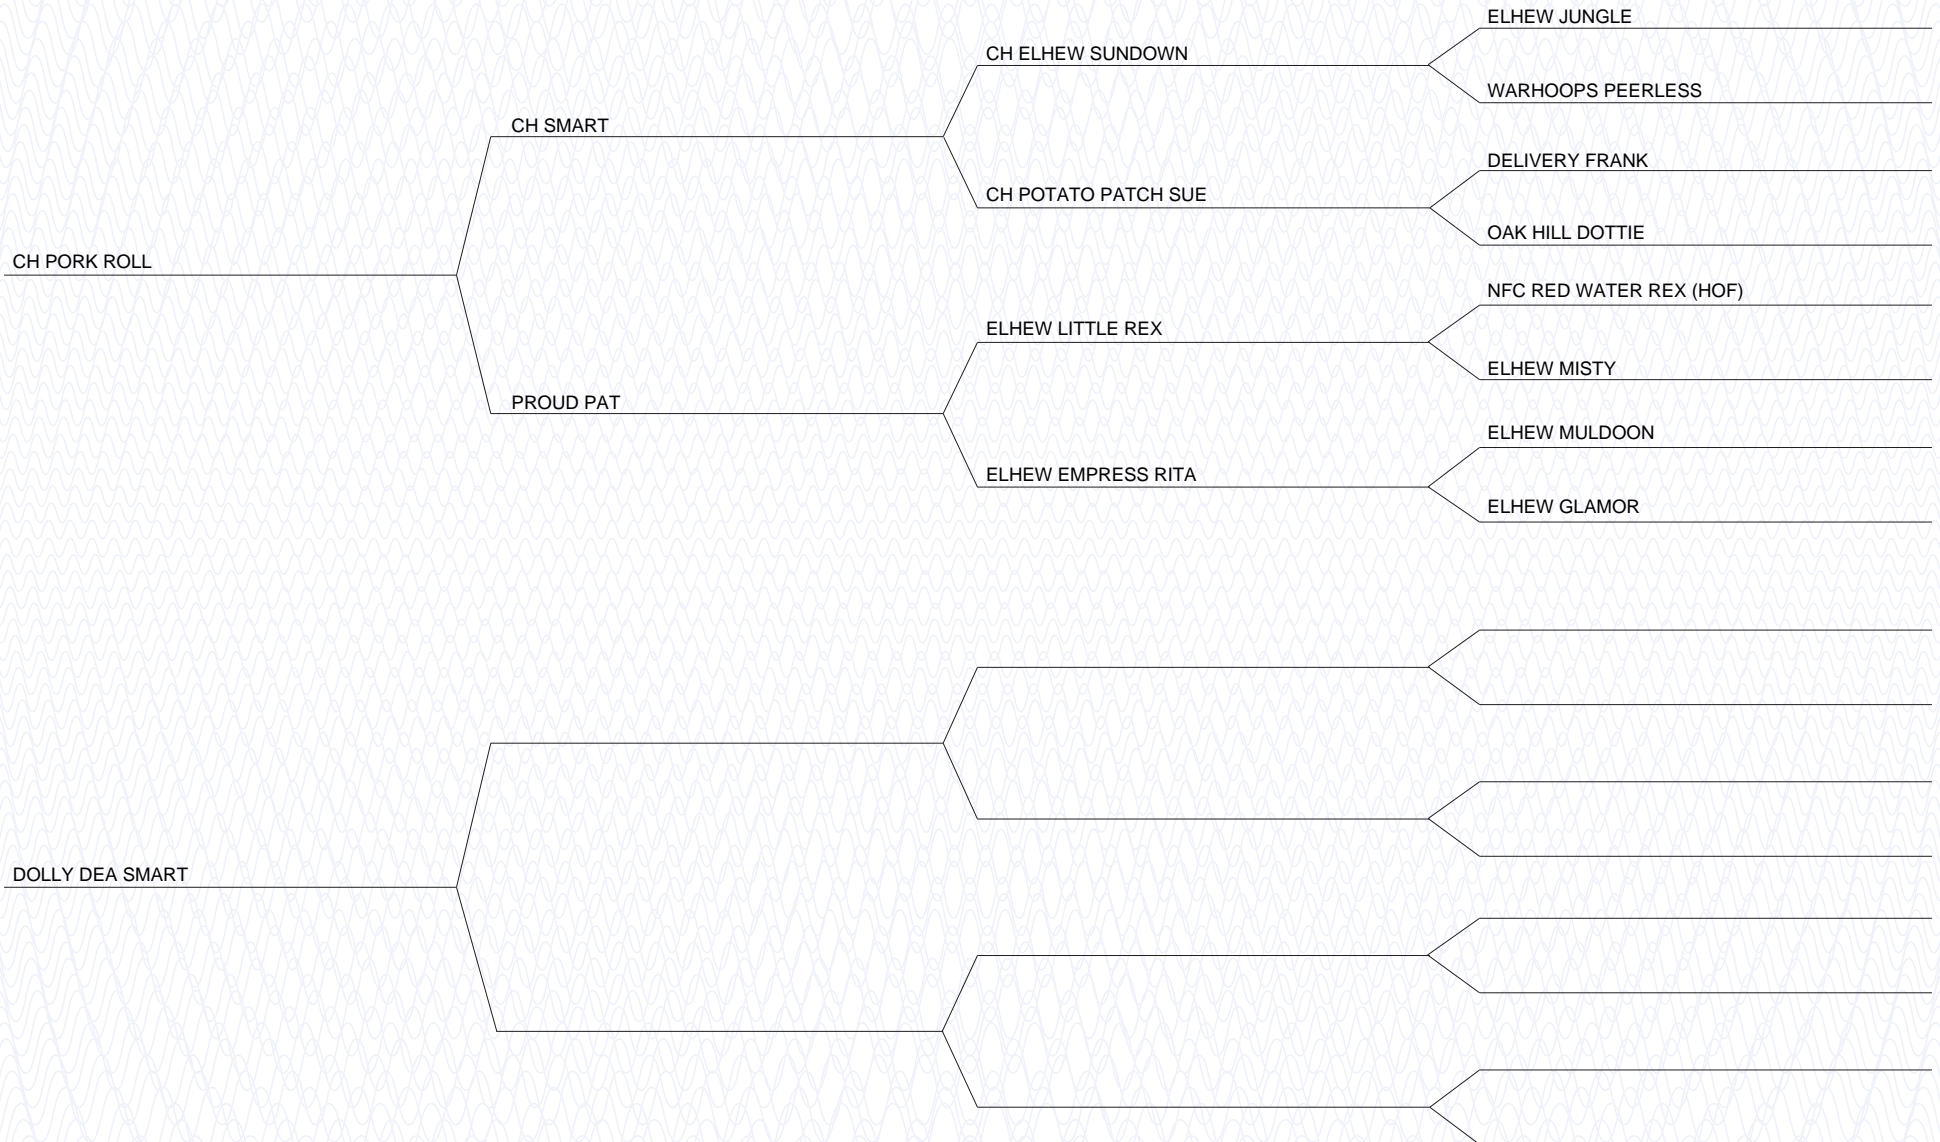 ELHEW JUNGLE
CH ELHEW SUNDOWN
WARHOOPS PEERLESS
CH SMART
DELIVERY FRANK
CH POTATO PATCH SUE
OAK HILL DOTTIE
CH PORK ROLL
NFC RED WATER REX (HOF)
ELHEW LITTLE REX
ELHEW MISTY
PROUD PAT
ELHEW MULDOON
ELHEW EMPRESS RITA
ELHEW GLAMOR
DOLLY DEA SMART